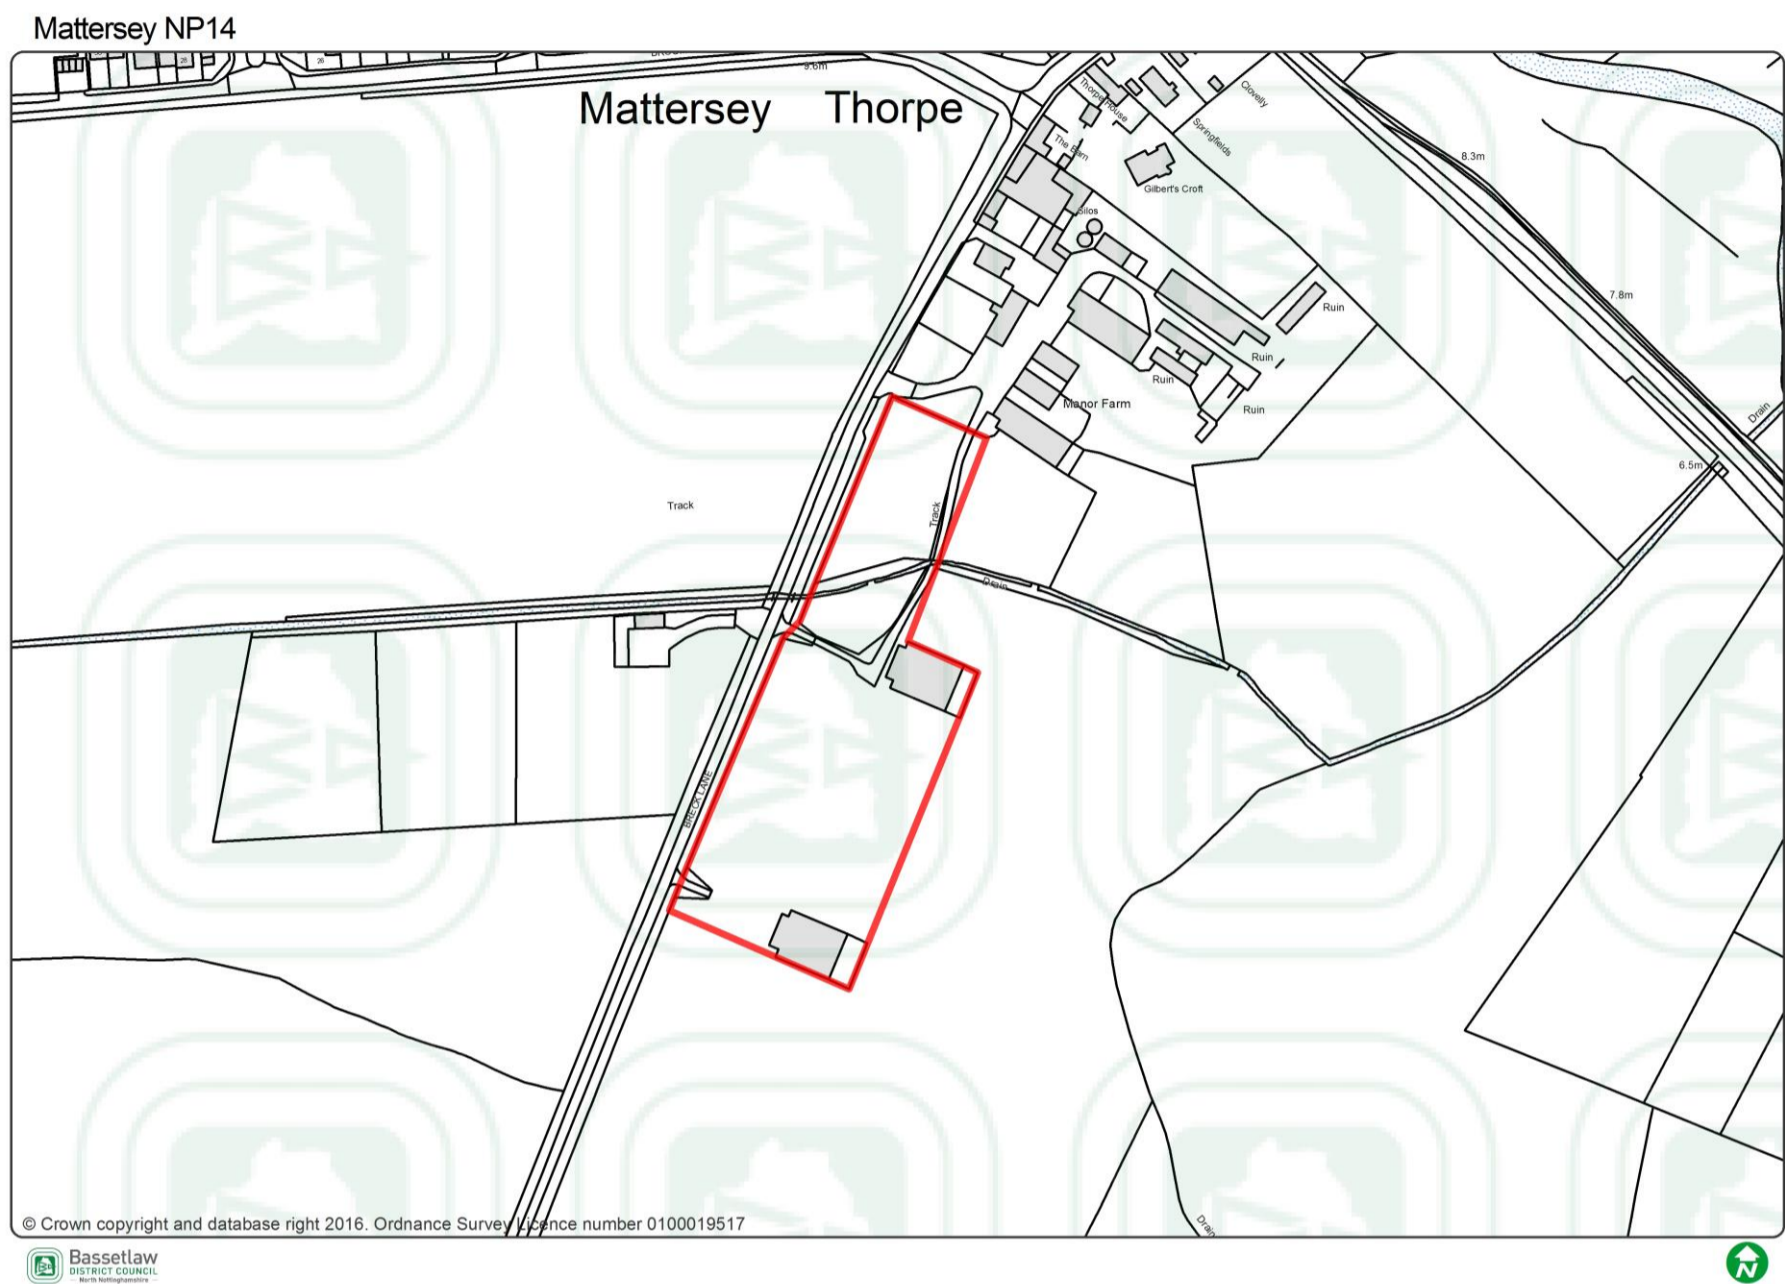 Mattersey NP14
26
26
9.6m
Mattersey Thorpe
Thorpe House
Clovelly
Springfields
The Barn
Gilbert's Croft
Silos
8.3m
7.8m
Ruin
Ruin
Ruin
Ruin
Manor Farm
Drain
6.5m
Track
Track
Drain
BRECK LANE
Drain
© Crown copyright and database right 2016. Ordnance Survey Licence number 0100019517
Bassetlaw
DISTRICT COUNCIL
North Nottinghamshire
N